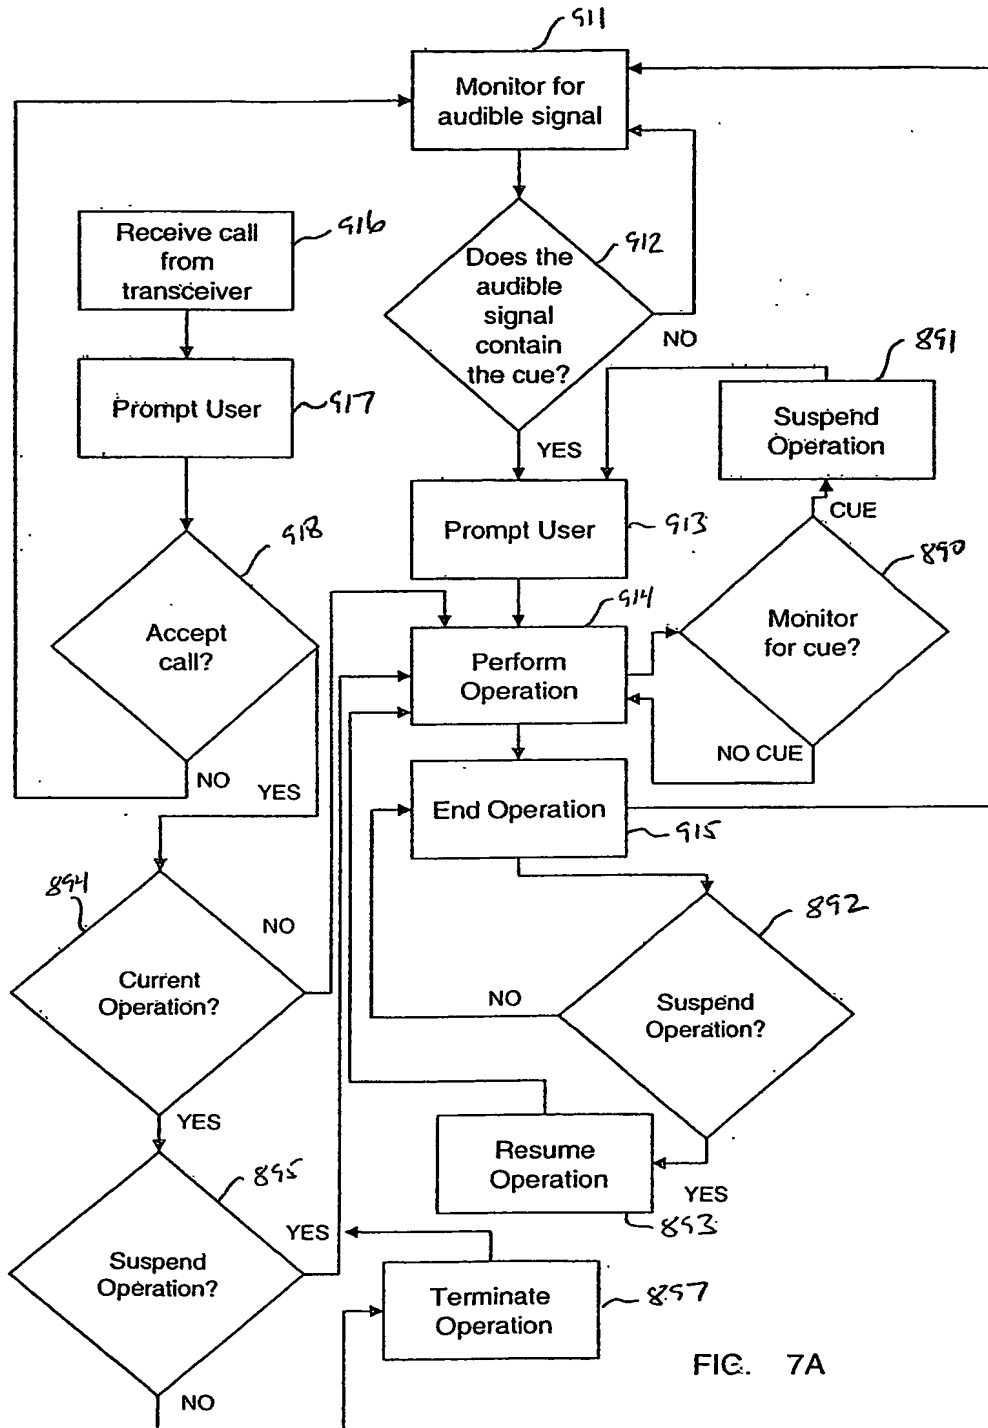 911
Monitor for
audible signal
Receive call
from
transceiver
916
912
Does the
audible
signal
contain
the cue?
NO
891
Prompt User
917
Suspend
Operation
YES
CUE
918
Prompt User
913
890
914
Accept
call?
Perform
Operation
Monitor
for cue?
NO
YES
NO CUE
End Operation
915
894
NO
892
Current
Operation?
NO
Suspend
Operation?
YES
895
Resume
Operation
YES
893
YES
Suspend
Operation?
Terminate
Operation
897
NO
FIG. 7A